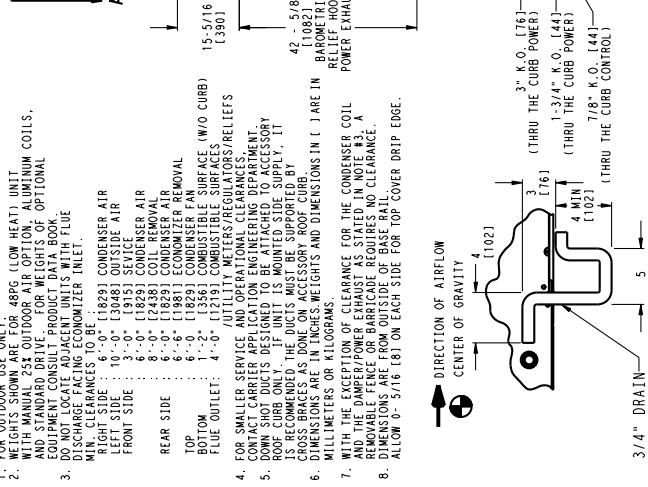 1. FOR OUTDOOR USE ONLY.
2. WEIGHTS SHOWN ARE FOR 48PG (LOW HEAT) UNIT
WITH MANUAL 25% OUTDOOR AIR OPTION, ALUMINUM COILS,
AND STANDARD DRIVE. FOR WEIGHTS OF OPTIONAL
EQUIPMENT CONSULT PRODUCT DATA BOOK.
3. DO NOT LOCATE ADJACENT UNITS WITH FLUE
DISCHARGE FACING ECONOMIZER INLET.
MIN. CLEARANCES TO BE :
RIGHT SIDE : 6'-0" [1829] CONDENSER AIR
LEFT SIDE : 10'-0" [3048] OUTSIDE AIR
FRONT SIDE : 3'-0" [915] SERVICE
6'-0" [1829] CONDENSER AIR
8'-0" [2438] COIL REMOVAL
REAR SIDE : 6'-0" [1829] CONDENSER AIR
6'-6" [1981] ECONOMIZER REMOVAL
TOP : 6'-0" [1829] CONDENSER FAN
BOTTOM : 1'-2" [356] COMBUSTIBLE SURFACE (W/O CURB)
FLUE OUTLET: 4'-0" [1219] COMBUSTIBLE SURFACES
/UTILITY METERS/REGULATORS/RELIEFS
4. FOR SMALLER SERVICE AND OPERATIONAL CLEARANCES.
CONTACT CARRIER APPLICATION ENGINEERING DEPARTMENT.
5. DOWN SHOT DUCTS DESIGNED TO BE ATTACHED TO ACCESSORY
ROOF CURB ONLY. IF UNIT IS MOUNTED SIDE SUPPLY, IT
IS RECOMMENDED THE DUCTS MUST BE SUPPORTED BY
CROSS BRACES AS DONE ON ACCESSORY ROOF CURB.
6. DIMENSIONS ARE IN INCHES.WEIGHTS AND DIMENSIONS IN [ ] ARE IN
MILLIMETERS OR KILOGRAMS.
7. WITH THE EXCEPTION OF CLEARANCE FOR THE CONDENSER COIL
AND THE DAMPER/POWER EXHAUST AS STATED IN NOTE #3, A
REMOVABLE FENCE OR BARRICADE REQUIRES NO CLEARANCE.
8. DIMENSIONS ARE FROM OUTSIDE OF BASE RAIL.
ALLOW 0- 5/16 [8] ON EACH SIDE FOR TOP COVER DRIP EDGE.
15-5/16
[390]
42 - 5/8
[1082]
BAROMETRI
RELIEF HOO
POWER EXHAU
DIRECTION OF AIRFLOW
CENTER OF GRAVITY
4
[102]
3
[76]
4 MIN
[102]
5
3/4" DRAIN
3" K.O. [76]
(THRU THE CURB POWER)
1-3/4" K.O. [44]
(THRU THE CURB POWER)
7/8" K.O. [44]
(THRU THE CURB CONTROL)